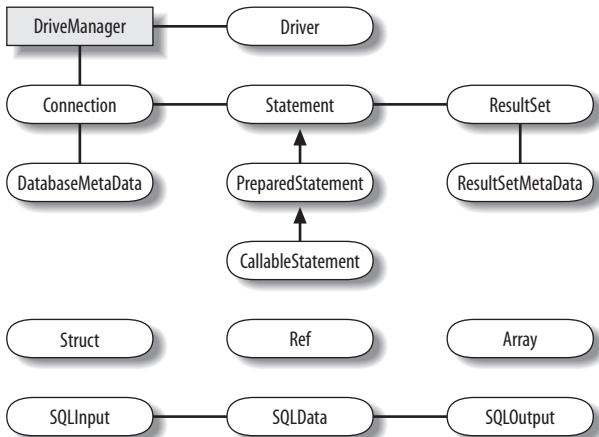 DriveManager
Driver
Connection
Statement
ResultSet
DatabaseMetaData
PreparedStatement
ResultSetMetaData
CallableStatement
Struct
Ref
Array
SQLInput
SQLData
SQLOutput